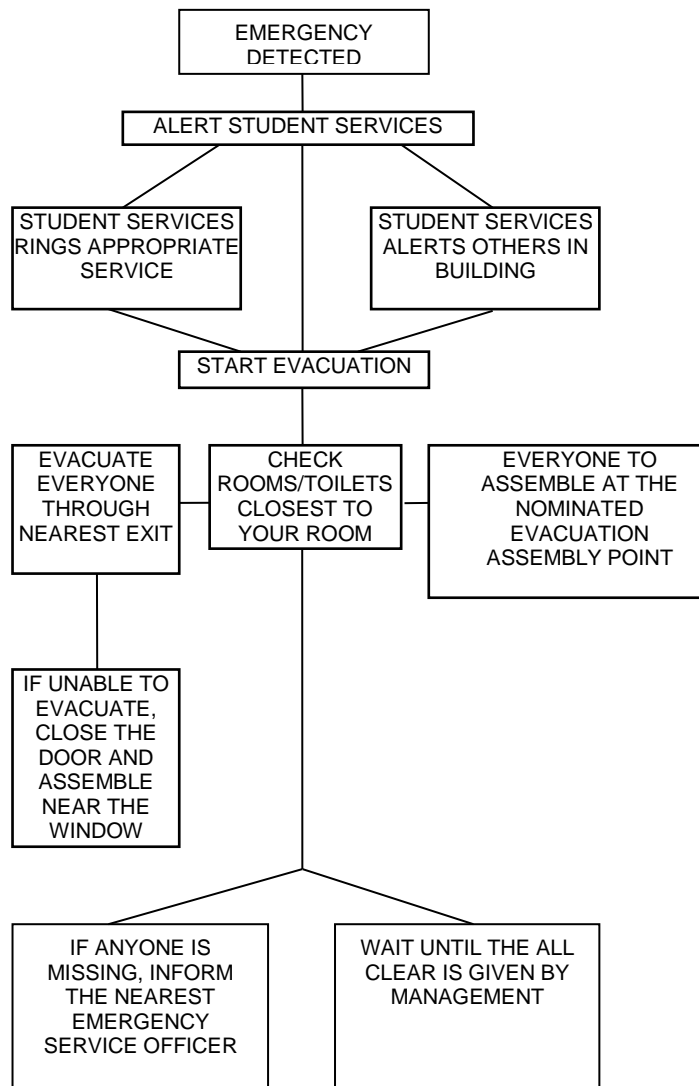 EMERGENCY
DETECTED
ALERT STUDENT SERVICES
STUDENT SERVICES
RINGS APPROPRIATE
SERVICE
STUDENT SERVICES
ALERTS OTHERS IN
BUILDING
START EVACUATION
EVACUATE
EVERYONE
THROUGH
NEAREST EXIT
CHECK
ROOMS/TOILETS
CLOSEST TO
YOUR ROOM
EVERYONE TO
ASSEMBLE AT THE
NOMINATED
EVACUATION
ASSEMBLY POINT
IF UNABLE TO
EVACUATE,
CLOSE THE
DOOR AND
ASSEMBLE
NEAR THE
WINDOW
IF ANYONE IS
MISSING, INFORM
THE NEAREST
EMERGENCY
SERVICE OFFICER
WAIT UNTIL THE ALL
CLEAR IS GIVEN BY
MANAGEMENT